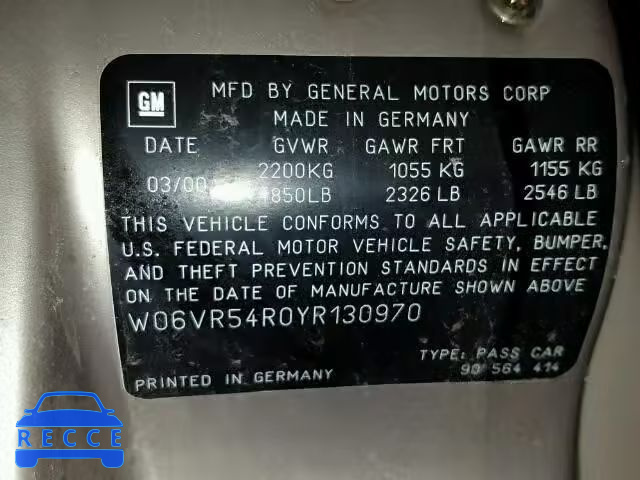 GM
MFD BY GENERAL MOTORS CORP
MADE IN GERMANY
DATE GVWR GAWR FRT GAWR RR
03/00 2200KG 1055 KG 1155 KG
4850LB 2326 LB 2546 LB
THIS VEHICLE CONFORMS TO ALL APPLICABLE
U.S. FEDERAL MOTOR VEHICLE SAFETY, BUMPER,
AND THEFT PREVENTION STANDARDS IN EFFECT
ON THE DATE OF MANUFACTURE SHOWN ABOVE
W06VR54R0YR130970
TYPE: PASS CAR
90 564 414
PRINTED IN GERMANY
RECCE